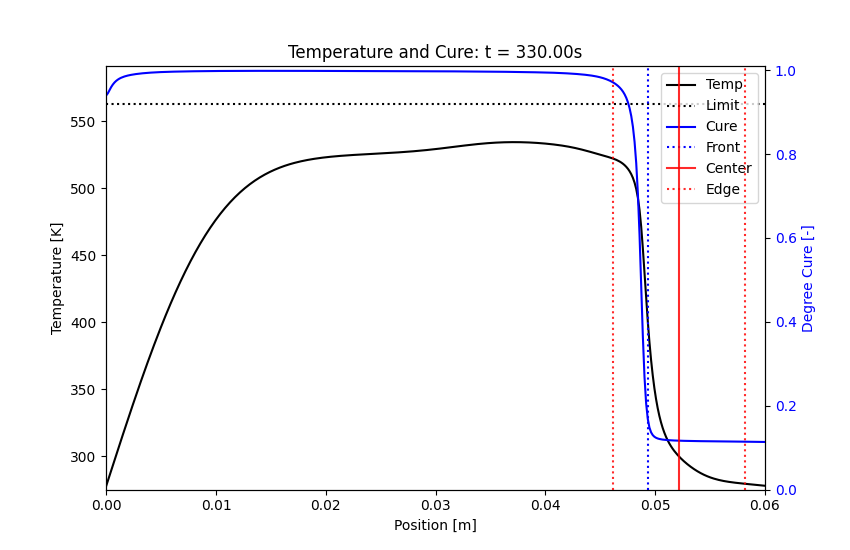 Temperature and Cure: t = 330.00s
Temp
Limit
Cure
Front
Center
Edge
Temperature [K]
550
500
450
400
350
300
Degree Cure [-]
1.0
0.8
0.6
0.4
0.2
0.0
0.00 0.01 0.02 0.03 0.04 0.05 0.06
Position [m]